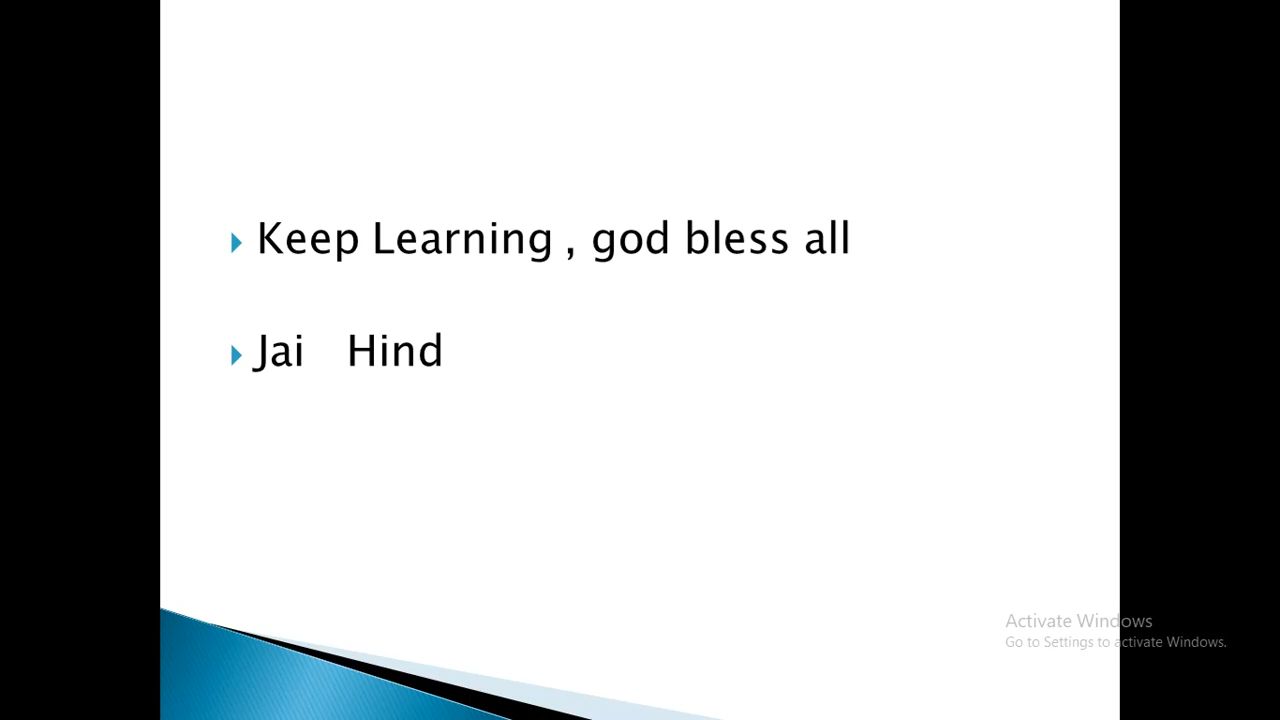 Keep Learning , god bless all
Jai Hind
Activate Windows
Go to Settings to activate Windows.